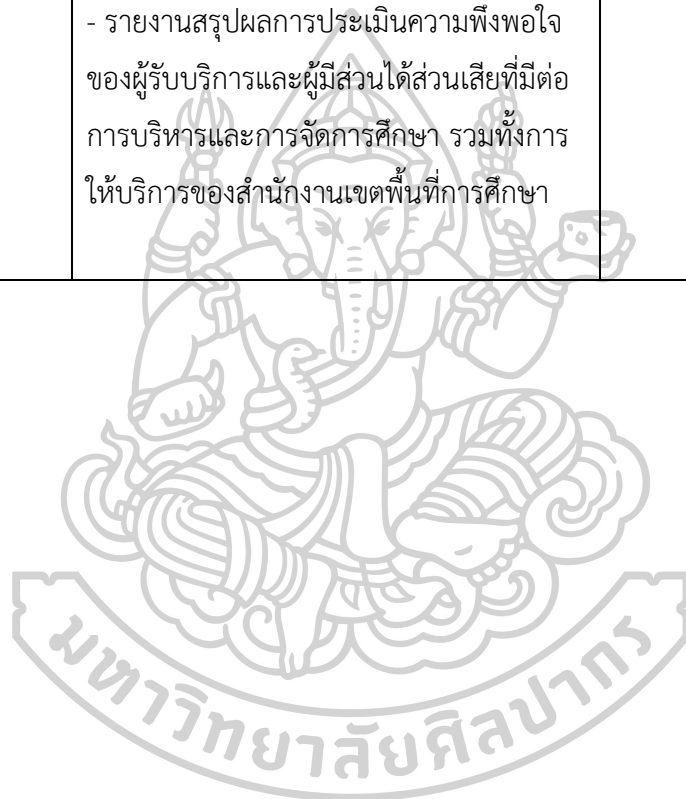 - รายงานสรุปผลการประเมินความพึงพอใจ
ของผู้รับบริการและผู้มีส่วนได้ส่วนเสียที่มีต่อ
การบริหารและการจัดการศึกษา รวมทั้งการ
ให้บริการของสำนักงานเขตพื้นที่การศึกษา
มหาวิทยาลัยศิลปากร